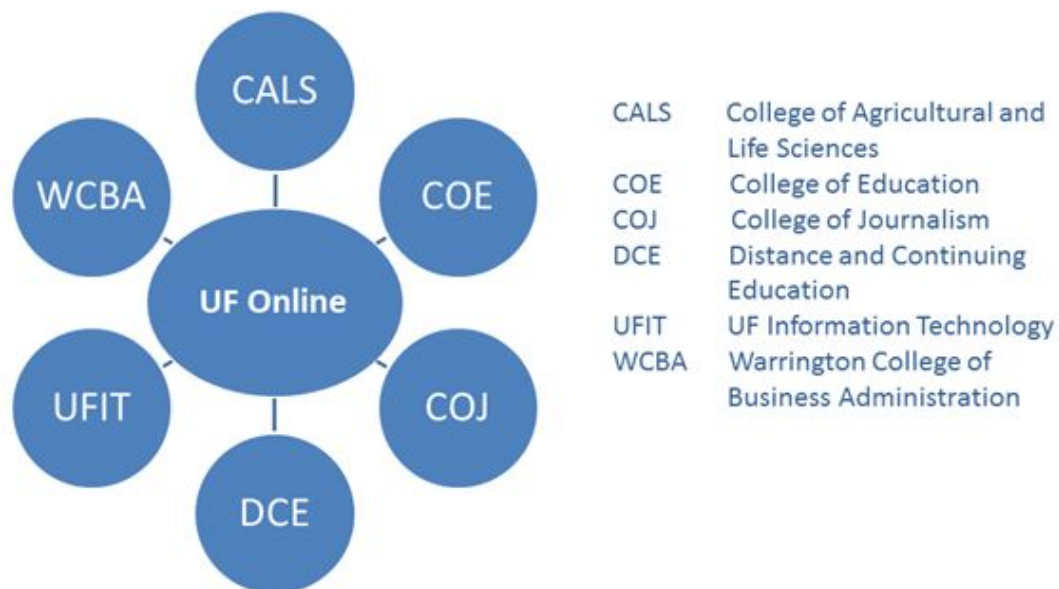 CALS
WCBA
COE
UF Online
UFIT
COJ
DCE
CALS College of Agricultural and
Life Sciences
COE College of Education
COJ College of Journalism
DCE Distance and Continuing
Education
UFIT UF Information Technology
WCBA Warrington College of
Business Administration